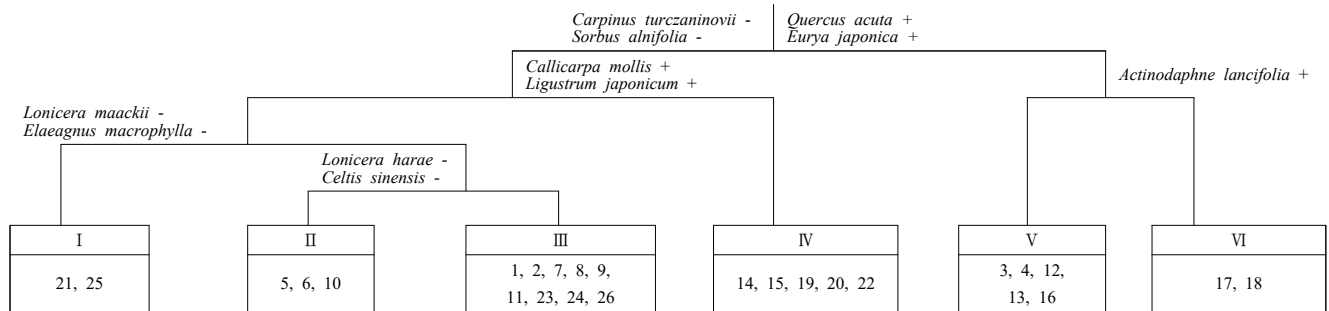 Carpinus turczaninovii -
Sorbus alnifolia -
Quercus acuta +
Eurya japonica +
Callicarpa mollis +
Ligustrum japonicum +
Actinodaphne lancifolia +
Lonicera maackii -
Elaeagnus macrophylla -
Lonicera harae -
Celtis sinensis -
Ⅰ
21, 25
Ⅱ
5, 6, 10
Ⅲ
1, 2, 7, 8, 9,
11, 23, 24, 26
Ⅳ
14, 15, 19, 20, 22
Ⅴ
3, 4, 12,
13, 16
Ⅵ
17, 18